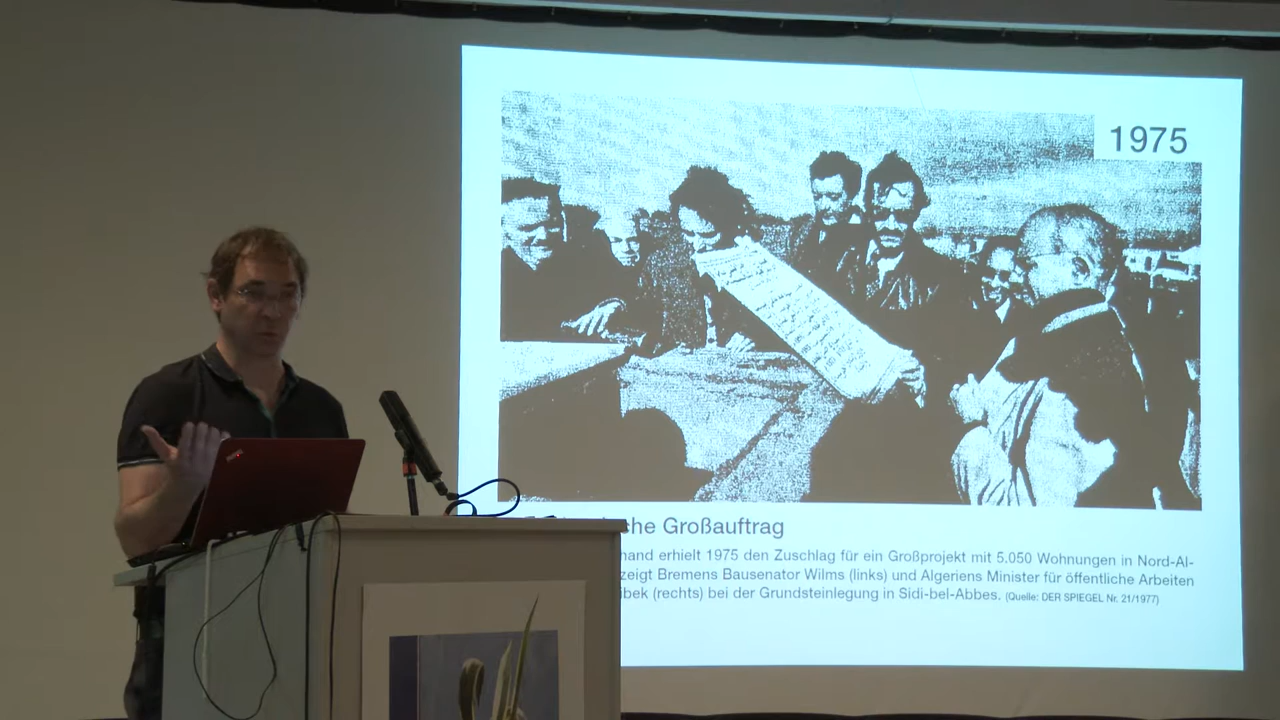 1975
che Großauftrag
hand erhielt 1975 den Zuschlag für ein Großprojekt mit 5.050 Wohnungen in Nord-Al-
zeigt Bremens Bausenator Wilms (links) und Algeriens Minister für öffentliche Arbeiten
ibek (rechts) bei der Grundsteinlegung in Sidi-bel-Abbes. (Quelle: DER SPIEGEL Nr. 21/1977)